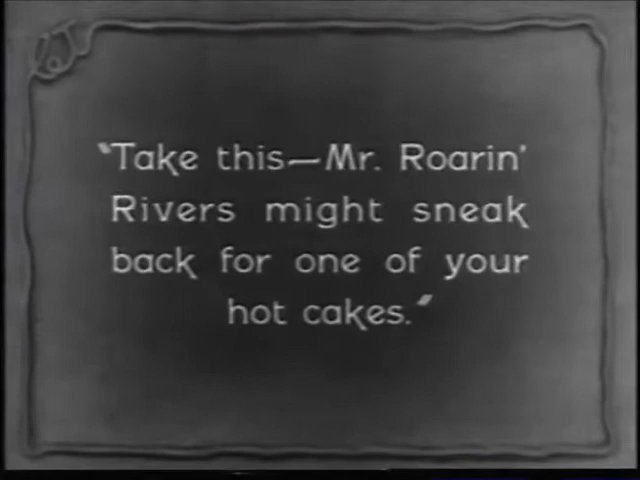 “Take this—Mr. Roarin’
Rivers might sneak
back for one of your
hot cakes.”